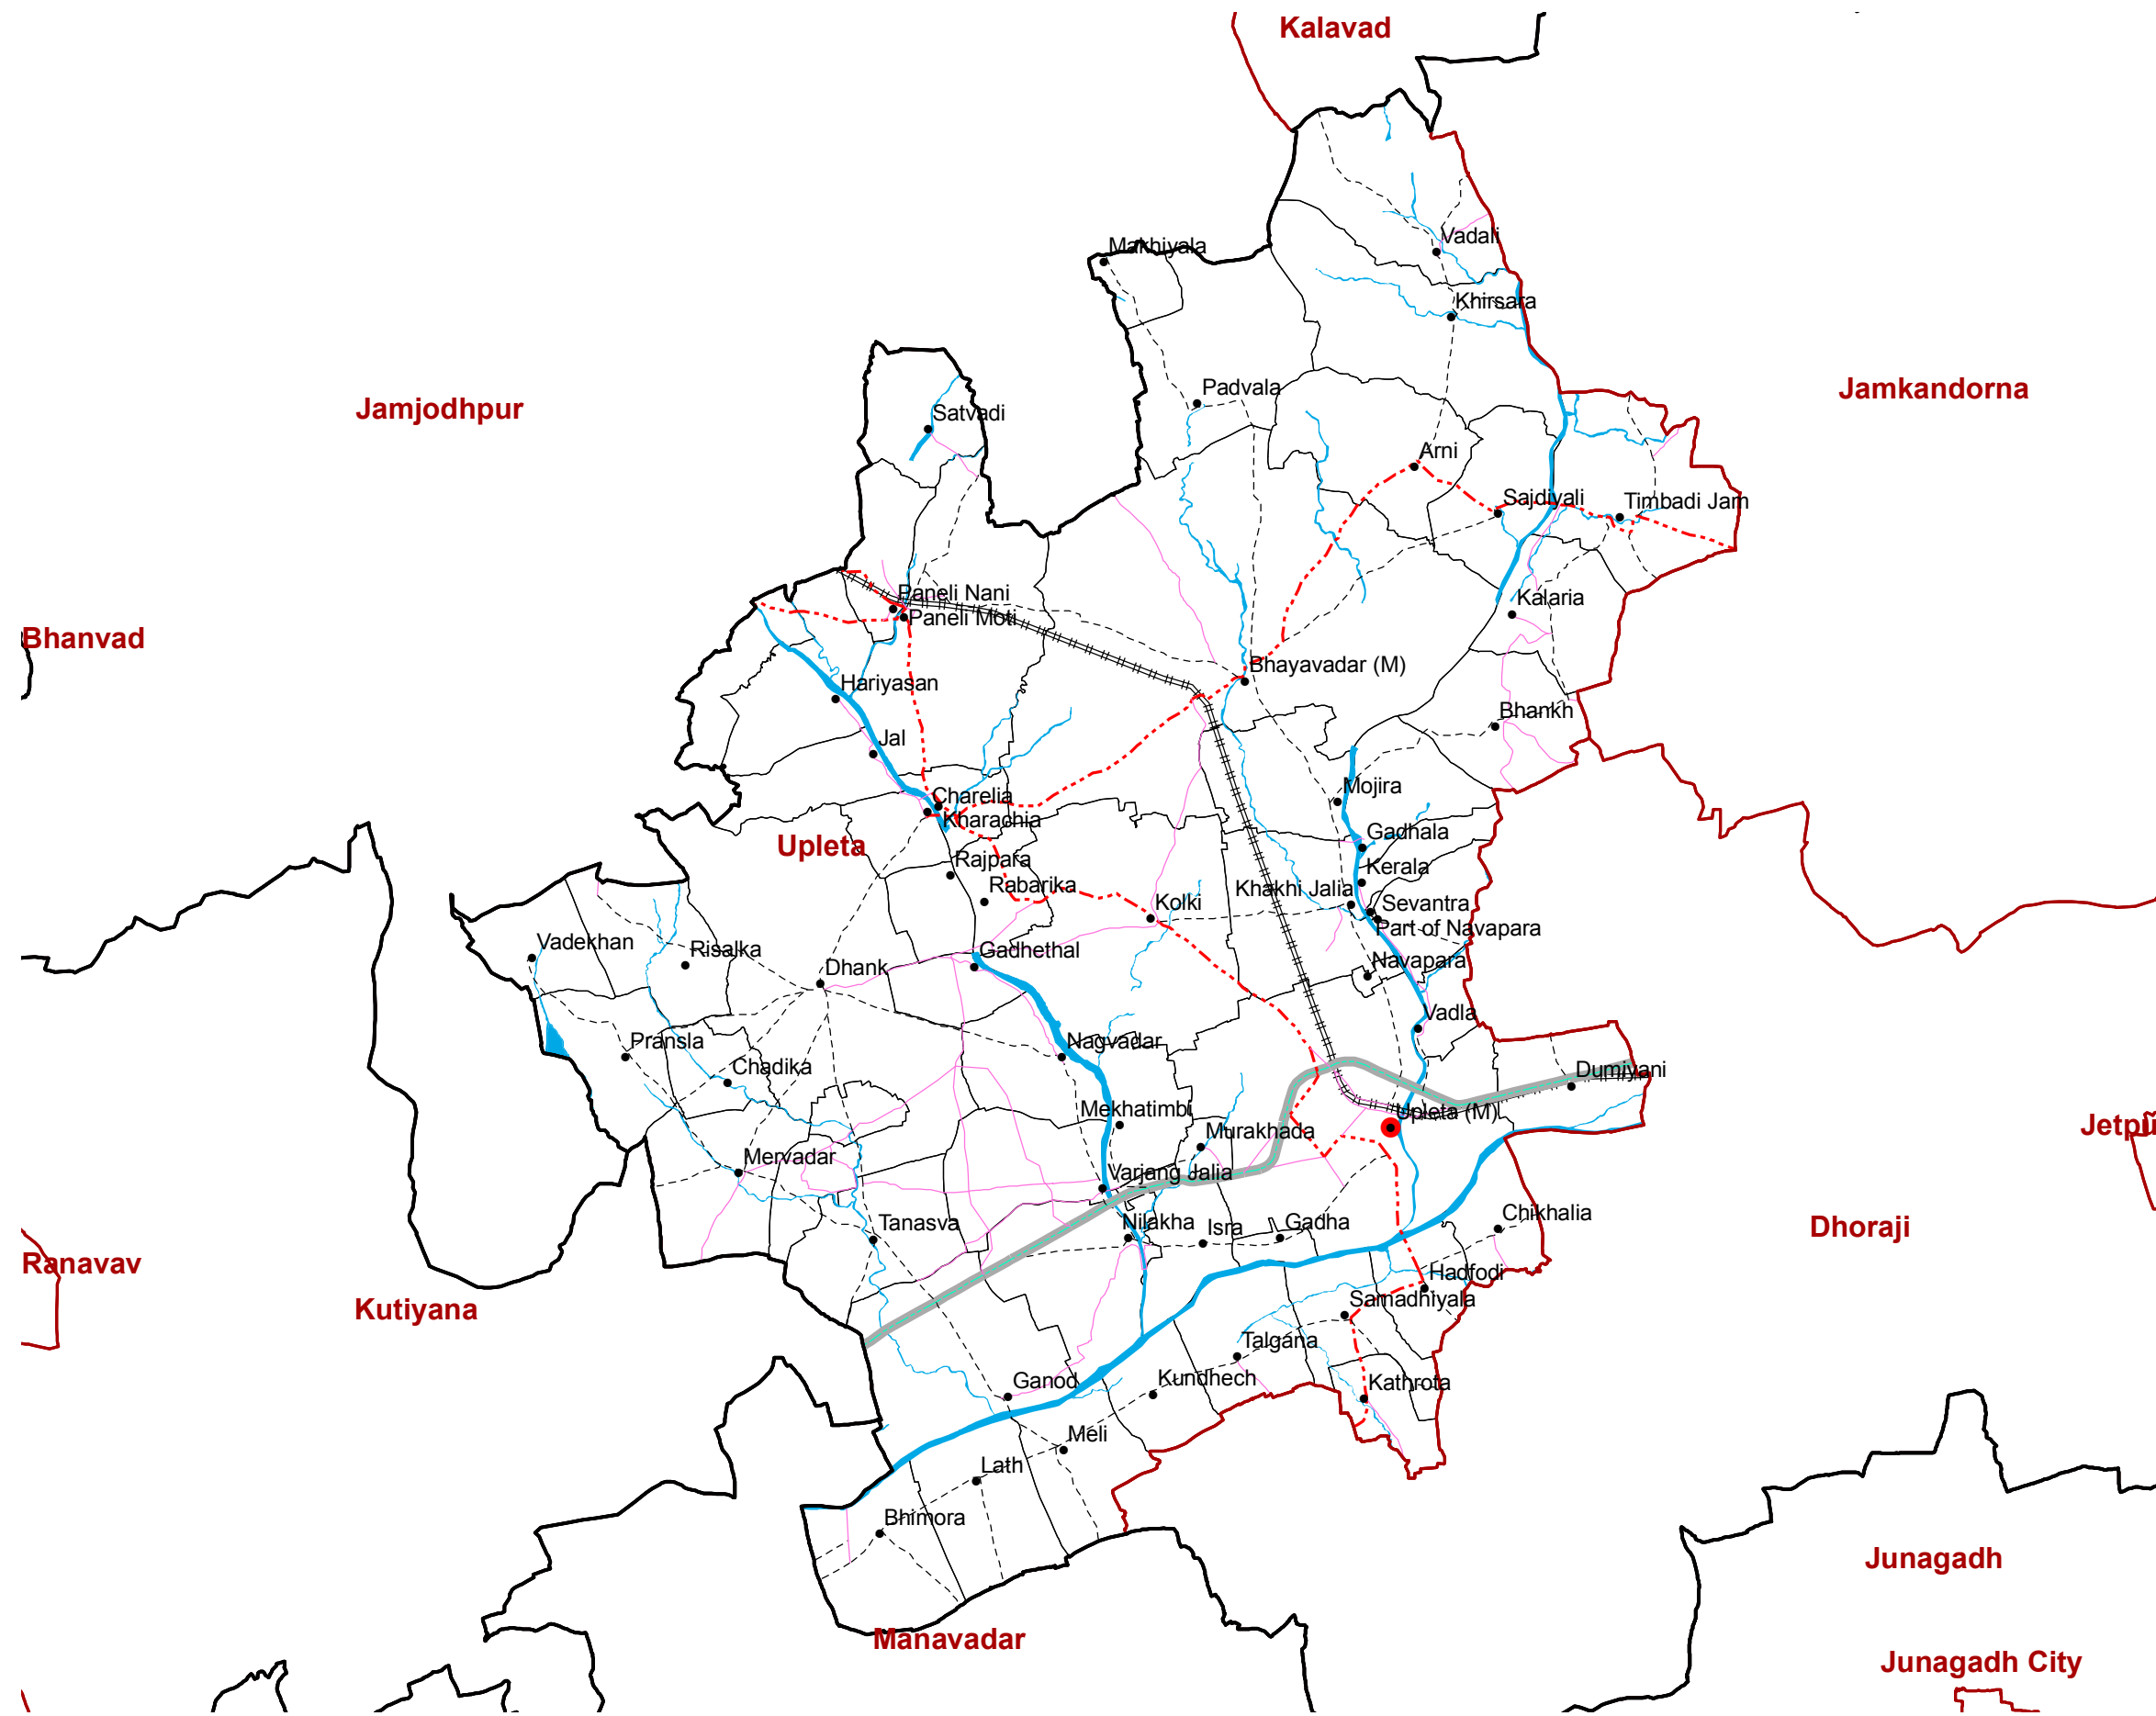 Kalavad
Vadali
Makhiyala
Khirsara
Padvala
Jamkandorna
Jamjodhpur
Satvadi
Arni
Sajdiyali
Timbadi Jam
Paneli Nani
Kalaria
Paneli Moti
Bhanvad
Bhayavadar (M)
Hariyasan
Bhankh
Jal
Mojira
Charelia
Kharachia
Gadhala
Upleta
Rajpara
Kerala
Rabarika
Khakhi Jalia
Kolki
Sevantra
Part of Navapara
Vadekhan
Risalka
Gadhethal
Navapara
Dhank
Vadla
Pransla
Nagvadar
Chadika
Dumiyani
Mekhatimbi
Upleta (M)
Murakhada
Mervadar
Varjang Jalia
Tanasva
Nilakha
Isra
Gadha
Chikhalia
Dhoraji
Ranavav
Hadfodi
Kutiyana
Samadhiyala
Talgana
Ganod
Kundhech
Kathrota
Meli
Lath
Bhimora
Junagadh
Manavadar
Junagadh City